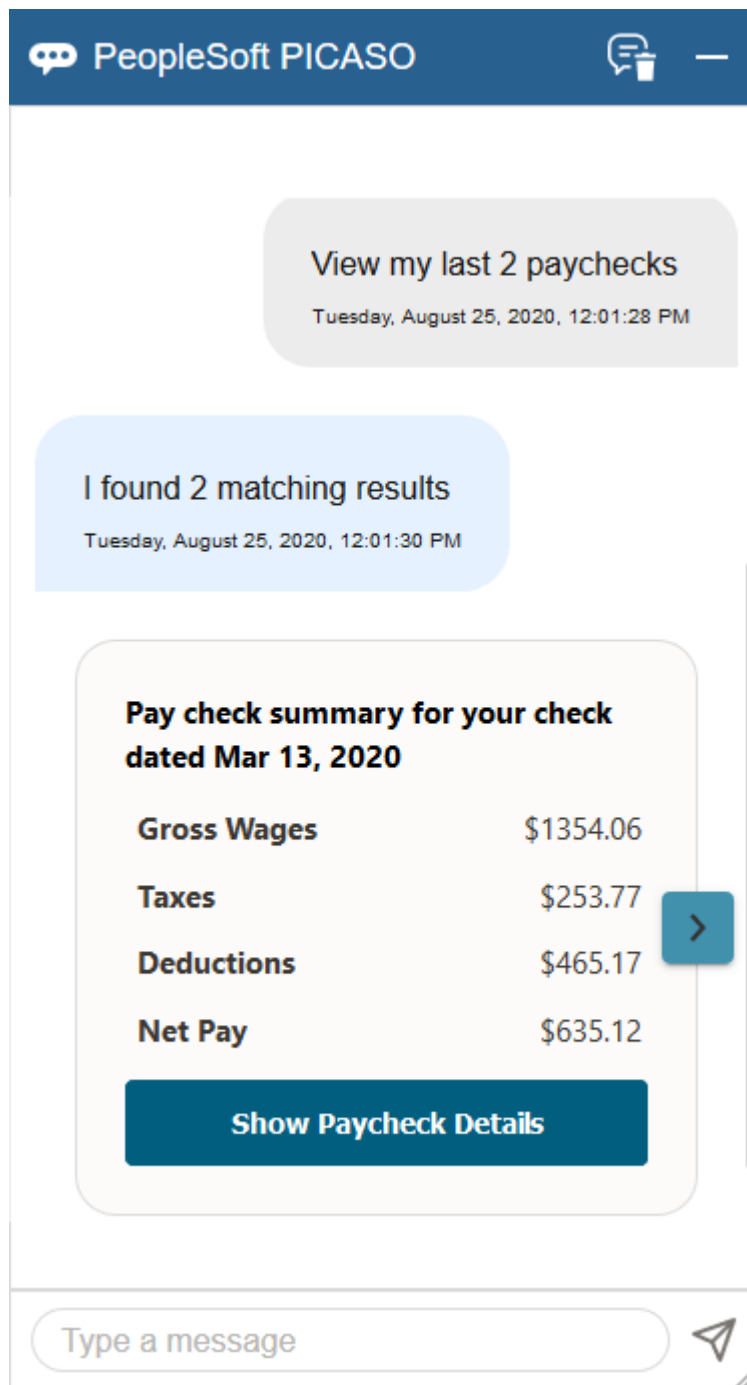 PeopleSoft PICASO
View my last 2 paychecks
Tuesday, August 25, 2020, 12:01:28 PM
I found 2 matching results
Tuesday, August 25, 2020, 12:01:30 PM
Pay check summary for your check
dated Mar 13, 2020
Gross Wages $1354.06
Taxes $253.77
Deductions $465.17
Net Pay $635.12
Show Paycheck Details
Type a message